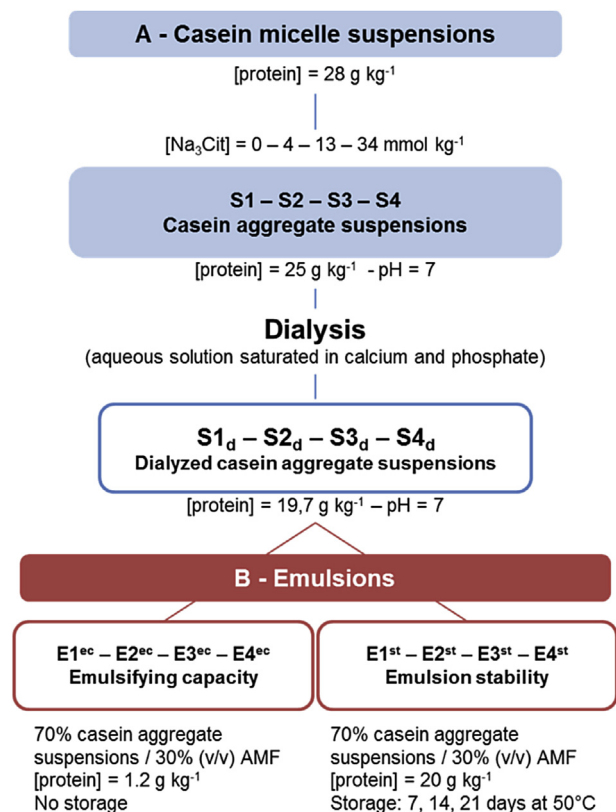 A - Casein micelle suspensions
[protein] = 28 g kg⁻¹
[Na₃Cit] = 0 – 4 – 13 – 34 mmol kg⁻¹
S1 – S2 – S3 – S4
Casein aggregate suspensions
[protein] = 25 g kg⁻¹ - pH = 7
Dialysis
(aqueous solution saturated in calcium and phosphate)
S1d – S2d – S3d – S4d
Dialyzed casein aggregate suspensions
[protein] = 19,7 g kg⁻¹ – pH = 7
B - Emulsions
E1ᵉᶜ – E2ᵉᶜ – E3ᵉᶜ – E4ᵉᶜ
Emulsifying capacity
70% casein aggregate
suspensions / 30% (v/v) AMF
[protein] = 1.2 g kg⁻¹
No storage
E1ˢᵗ – E2ˢᵗ – E3ˢᵗ – E4ˢᵗ
Emulsion stability
70% casein aggregate
suspensions / 30% (v/v) AMF
[protein] = 20 g kg⁻¹
Storage: 7, 14, 21 days at 50°C